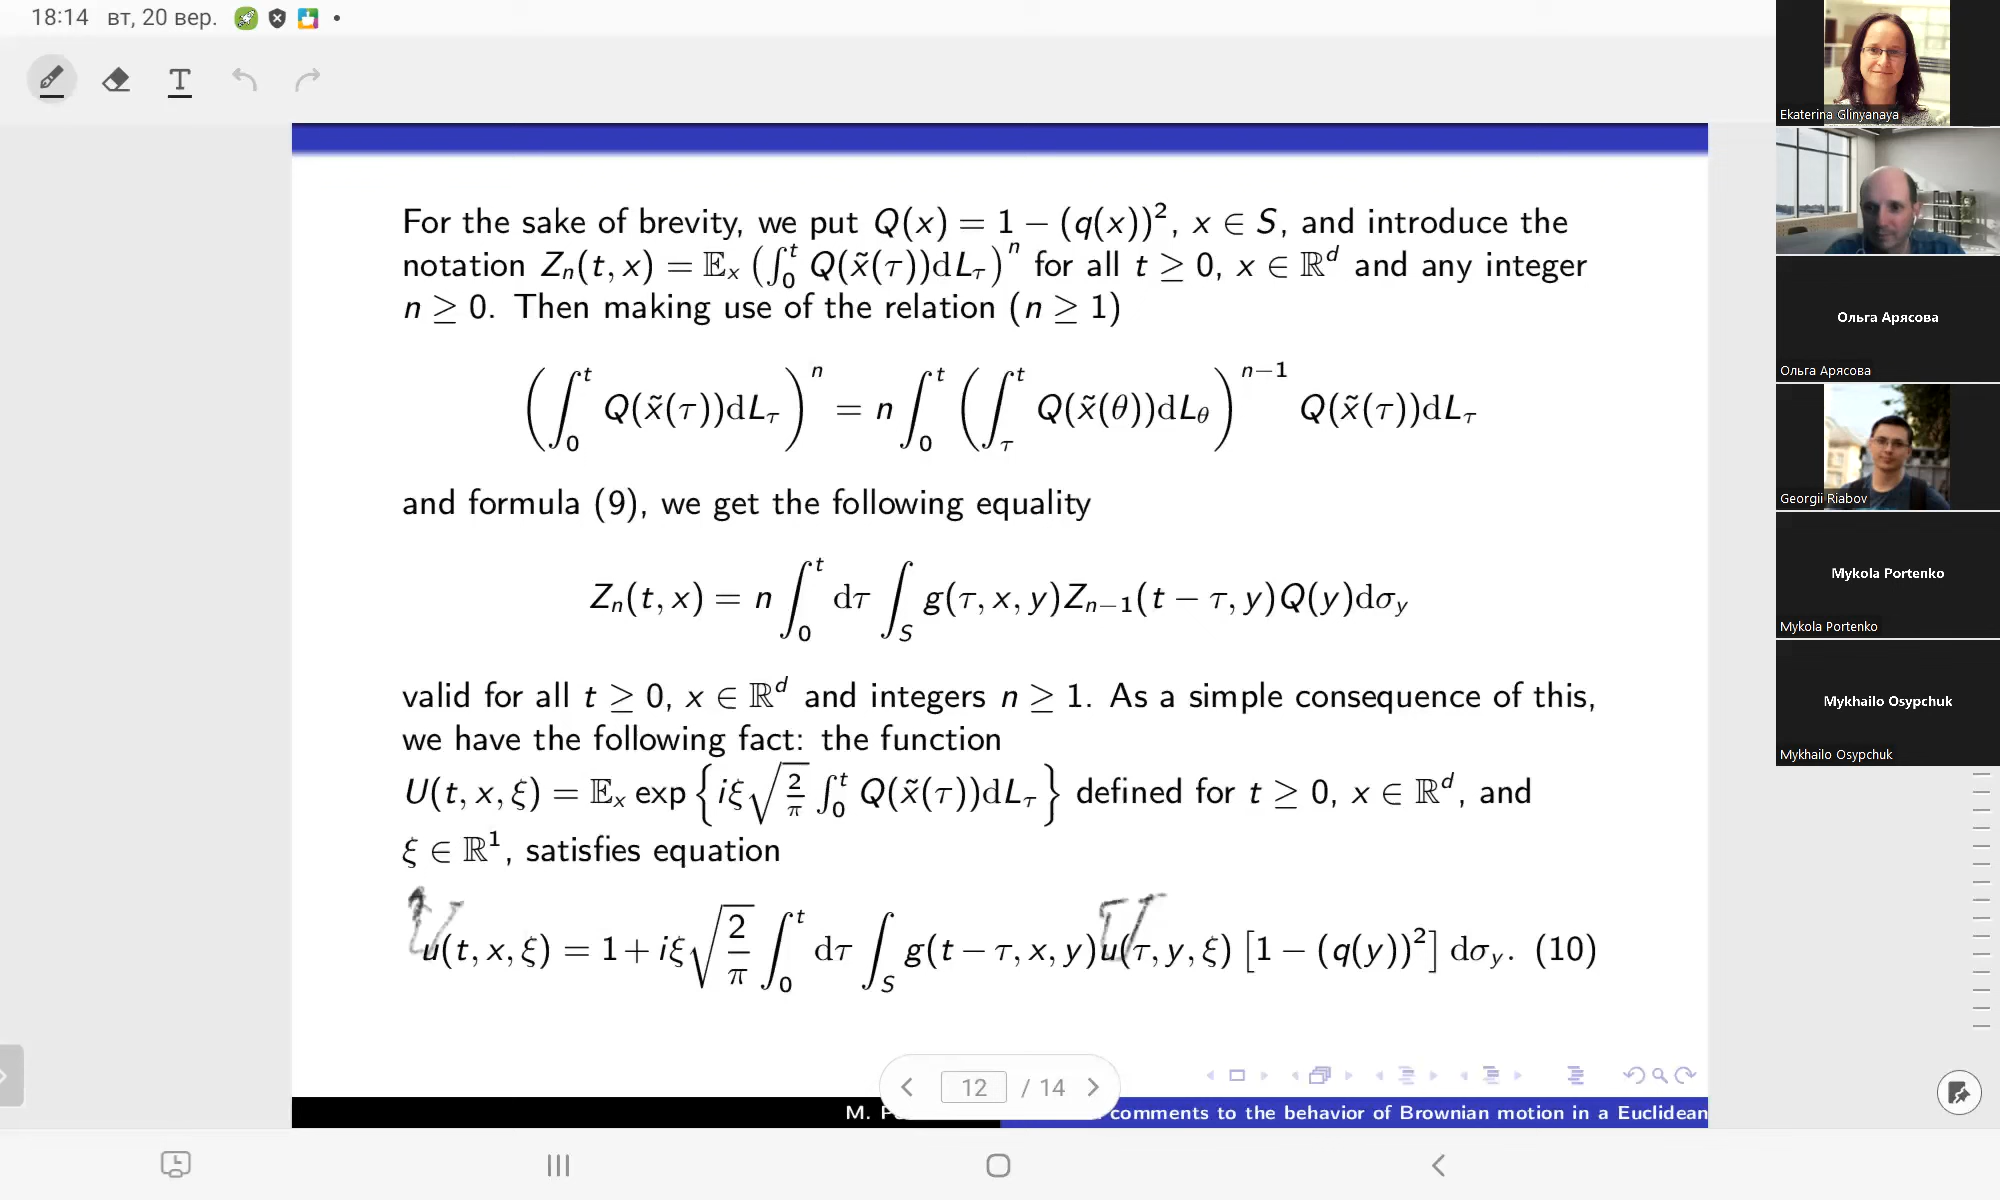 18:14 вт, 20 вер.
For the sake of brevity, we put Q(x) = 1 − (q(x))², x ∈ S, and introduce the
notation Zₙ(t, x) = 𝔼ₓ (∫₀ᵗ Q(x̃(τ))dL_τ)ⁿ for all t ≥ 0, x ∈ ℝᵈ and any integer
n ≥ 0. Then making use of the relation (n ≥ 1)
(∫₀ᵗ Q(x̃(τ))dL_τ)ⁿ = n ∫₀ᵗ (∫_τᵗ Q(x̃(θ))dL_θ)ⁿ⁻¹ Q(x̃(τ))dL_τ
and formula (9), we get the following equality
Zₙ(t, x) = n ∫₀ᵗ dτ ∫_S g(τ, x, y)Zₙ₋₁(t − τ, y)Q(y)dσ_y
valid for all t ≥ 0, x ∈ ℝᵈ and integers n ≥ 1. As a simple consequence of this,
we have the following fact: the function
U(t, x, ξ) = 𝔼ₓ exp {iξ√(2/π) ∫₀ᵗ Q(x̃(τ))dL_τ} defined for t ≥ 0, x ∈ ℝᵈ, and
ξ ∈ ℝ¹, satisfies equation
u(t, x, ξ) = 1 + iξ√(2/π) ∫₀ᵗ dτ ∫_S g(t − τ, x, y)u(τ, y, ξ) [1 − (q(y))²] dσ_y. (10)
12 / 14
M. comments to the behavior of Brownian motion in a Euclidean
Ekaterina Glinyanaya
Ольга Арясова
Ольга Арясова
Georgii Riabov
Mykola Portenko
Mykola Portenko
Mykhailo Osypchuk
Mykhailo Osypchuk